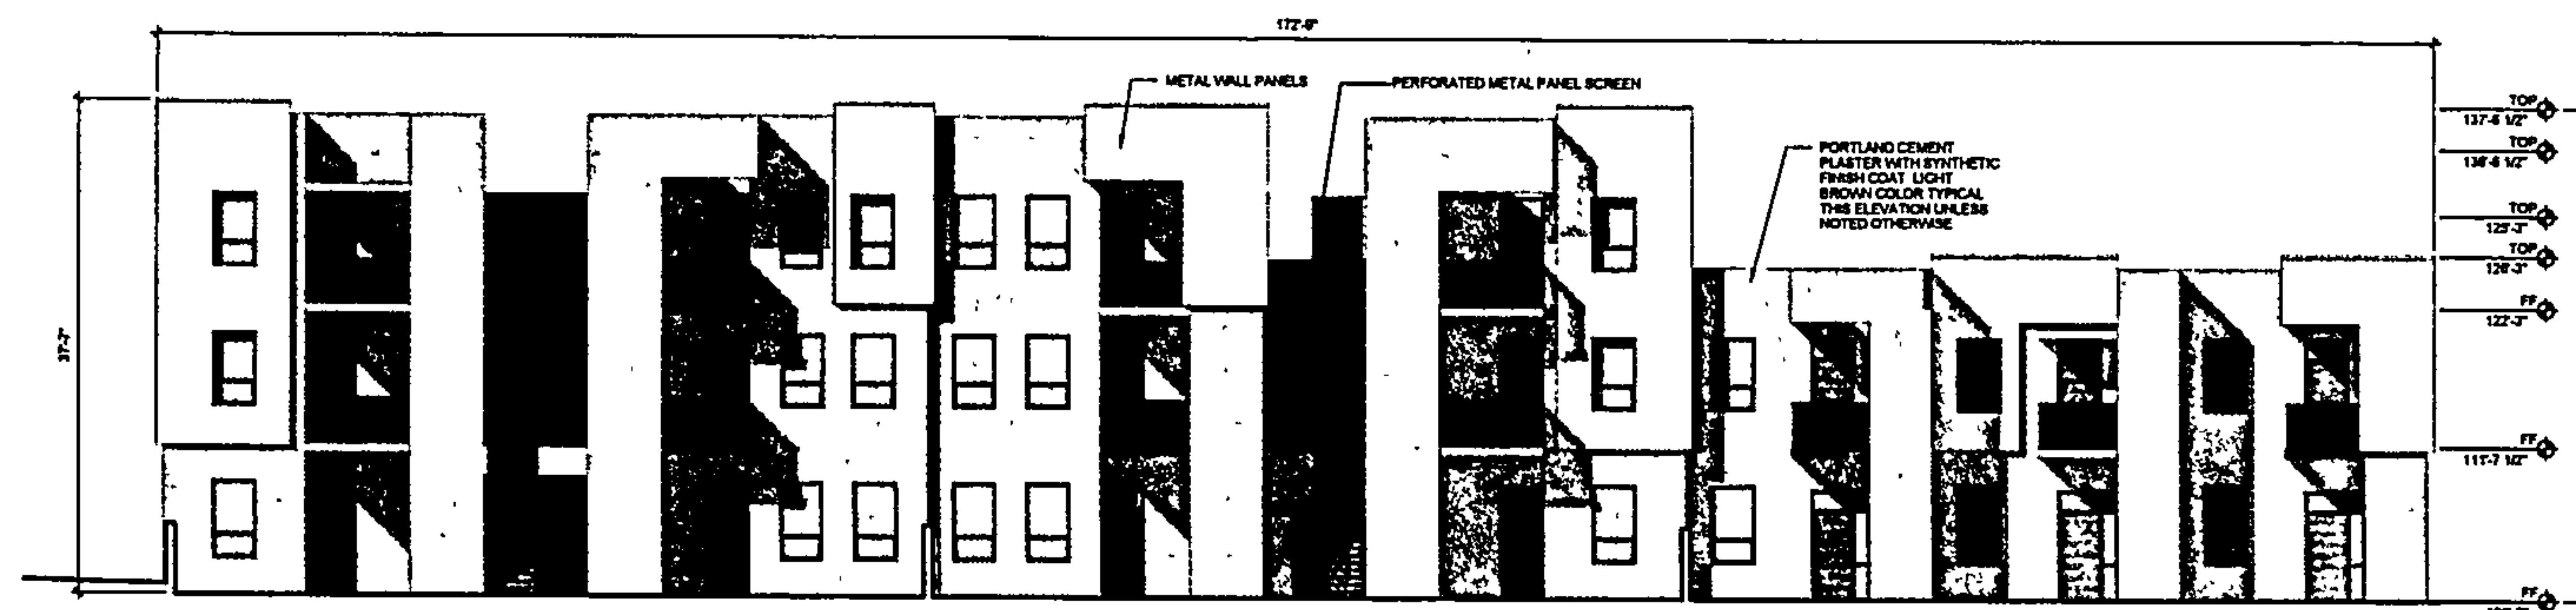 172'-9"
METAL WALL PANELS
PERFORATED METAL PANEL SCREEN
PORTLAND CEMENT
PLASTER WITH SYNTHETIC
FINISH COAT LIGHT
BROWN COLOR TYPICAL
THIS ELEVATION UNLESS
NOTED OTHERWISE
37'-7"
TOP
137'-6 1/2"
TOP
136'-6 1/2"
TOP
TOP
126'-3"
FF
122'-3"
FF
111'-7 1/2"
FF